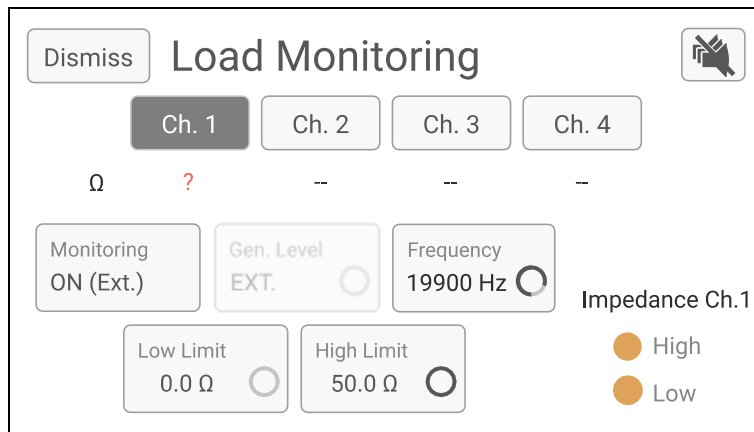 Dismiss Load Monitoring
Ch. 1 Ch. 2 Ch. 3 Ch. 4
Ω ? -- -- --
Monitoring Gen. Level Frequency
ON (Ext.) EXT. 19900 Hz
Impedance Ch.1
Low Limit High Limit High
0.0 Ω 50.0 Ω Low